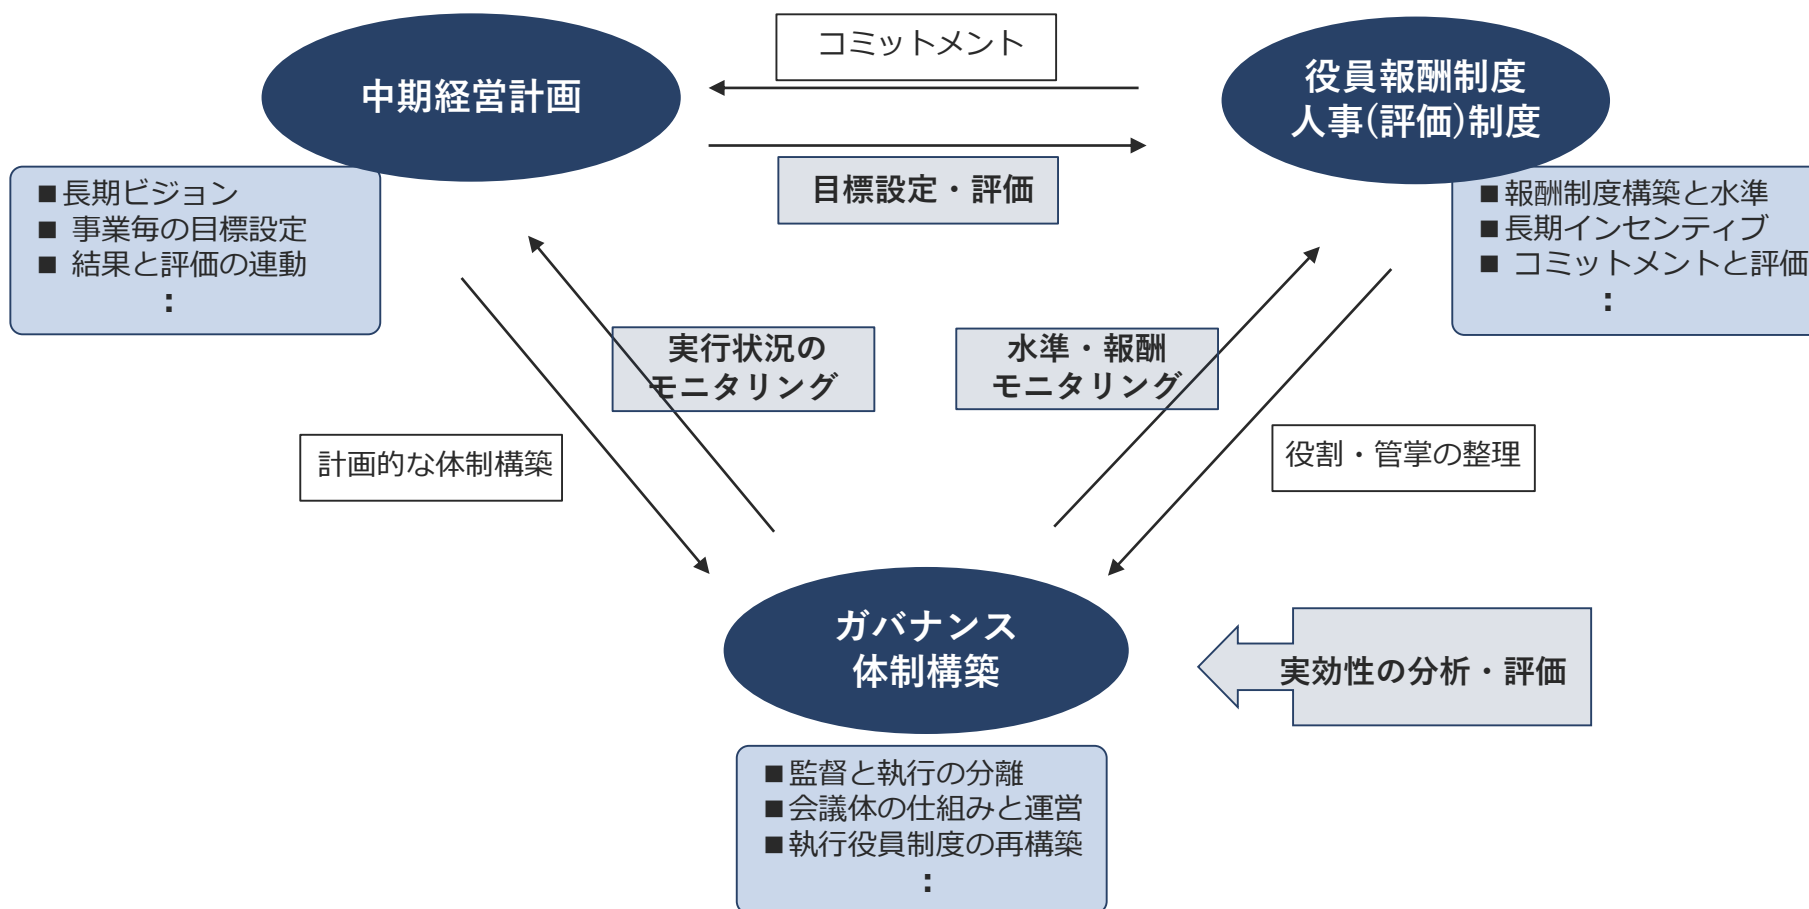 コミットメント
中期経営計画
役員報酬制度
人事(評価)制度
目標設定・評価
■長期ビジョン
■ 事業毎の目標設定
■ 結果と評価の連動
:
■報酬制度構築と水準
■長期インセンティブ
■ コミットメントと評価
:
実行状況の
モニタリング
水準・報酬
モニタリング
計画的な体制構築
役割・管掌の整理
ガバナンス
体制構築
実効性の分析・評価
■監督と執行の分離
■会議体の仕組みと運営
■執行役員制度の再構築
: